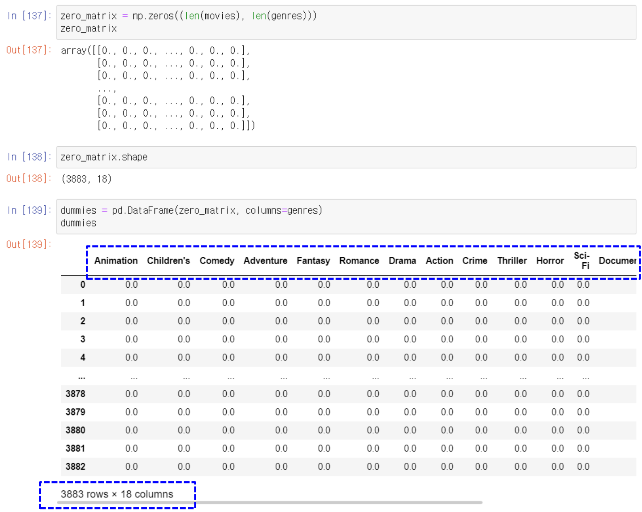 In [137]: zero_matrix = np.zeros((len(movies), len(genres)))
zero_matrix
Out[137]: array([[0., 0., 0., ..., 0., 0., 0.],
[0., 0., 0., ..., 0., 0., 0.],
[0., 0., 0., ..., 0., 0., 0.],
...,
[0., 0., 0., ..., 0., 0., 0.],
[0., 0., 0., ..., 0., 0., 0.],
[0., 0., 0., ..., 0., 0., 0.]])
In [138]: zero_matrix.shape
Out[138]: (3883, 18)
In [139]: dummies = pd.DataFrame(zero_matrix, columns=genres)
dummies
Out[139]:
Animation Children's Comedy Adventure Fantasy Romance Drama Action Crime Thriller Horror Sci-Fi Documen
0 0.0 0.0 0.0 0.0 0.0 0.0 0.0 0.0 0.0 0.0 0.0 0.0
1 0.0 0.0 0.0 0.0 0.0 0.0 0.0 0.0 0.0 0.0 0.0 0.0
2 0.0 0.0 0.0 0.0 0.0 0.0 0.0 0.0 0.0 0.0 0.0 0.0
3 0.0 0.0 0.0 0.0 0.0 0.0 0.0 0.0 0.0 0.0 0.0 0.0
4 0.0 0.0 0.0 0.0 0.0 0.0 0.0 0.0 0.0 0.0 0.0 0.0
... ... ... ... ... ... ... ... ... ... ... ... ...
3878 0.0 0.0 0.0 0.0 0.0 0.0 0.0 0.0 0.0 0.0 0.0 0.0
3879 0.0 0.0 0.0 0.0 0.0 0.0 0.0 0.0 0.0 0.0 0.0 0.0
3880 0.0 0.0 0.0 0.0 0.0 0.0 0.0 0.0 0.0 0.0 0.0 0.0
3881 0.0 0.0 0.0 0.0 0.0 0.0 0.0 0.0 0.0 0.0 0.0 0.0
3882 0.0 0.0 0.0 0.0 0.0 0.0 0.0 0.0 0.0 0.0 0.0 0.0
3883 rows × 18 columns